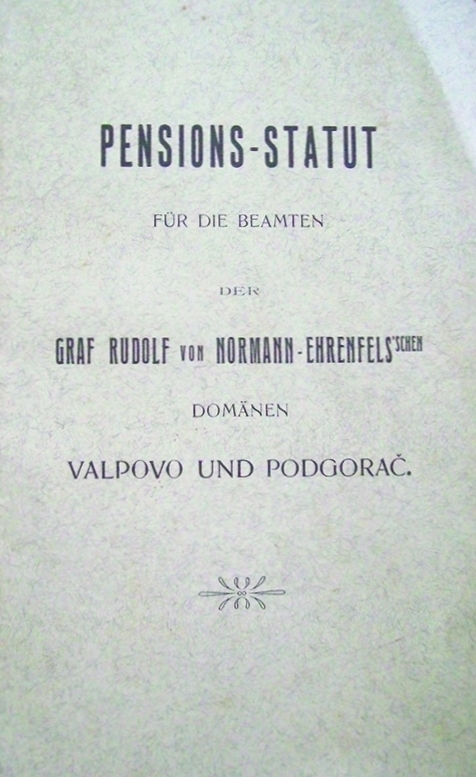 PENSIONS-STATUT
FÜR DIE BEAMTEN
DER
GRAF RUDOLF VON NORMANN-EHRENFELS'SCHEN
DOMÄNEN
VALPOVO UND PODGORAČ.